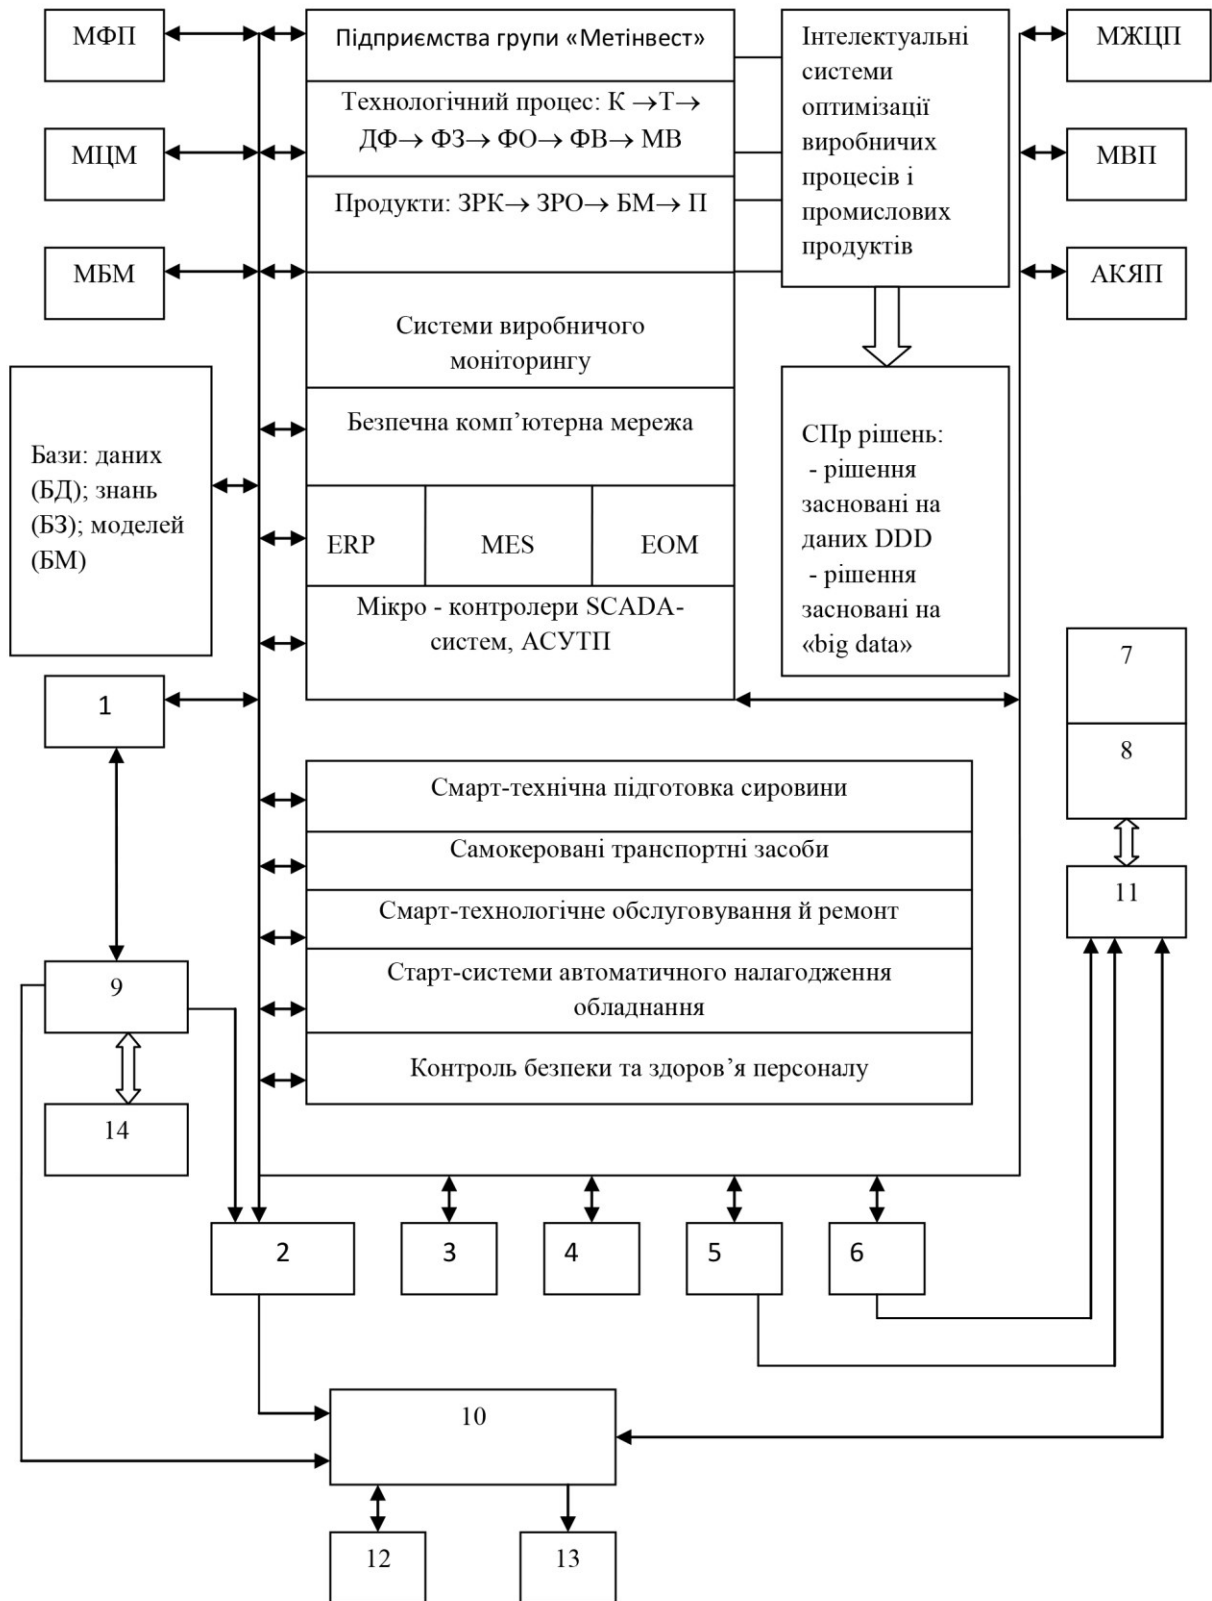 МФП
Підприємства групи «Метінвест»
Інтелектуальні
системи
оптимізації
виробничих
процесів і
промислових
продуктів
МЖЦП
МЦМ
Технологічний процес: К →Т→
ДФ→ ФЗ→ ФО→ ФВ→ МВ
МВП
Продукти: ЗРК→ ЗРО→ БМ→ П
МБМ
АКЯП
Системи виробничого
моніторингу
Безпечна комп’ютерна мережа
Бази: даних
(БД); знань
(БЗ); моделей
(БМ)
СПр рішень:
- рішення
засновані на
даних DDD
- рішення
засновані на
«big data»
ERP
MES
EOM
Мікро - контролери SCADA-
систем, АСУТП
1
7
8
Смарт-технічна підготовка сировини
Самокеровані транспортні засоби
11
Смарт-технологічне обслуговування й ремонт
Старт-системи автоматичного налагодження
обладнання
9
Контроль безпеки та здоров’я персоналу
14
2
3
4
5
6
10
12
13